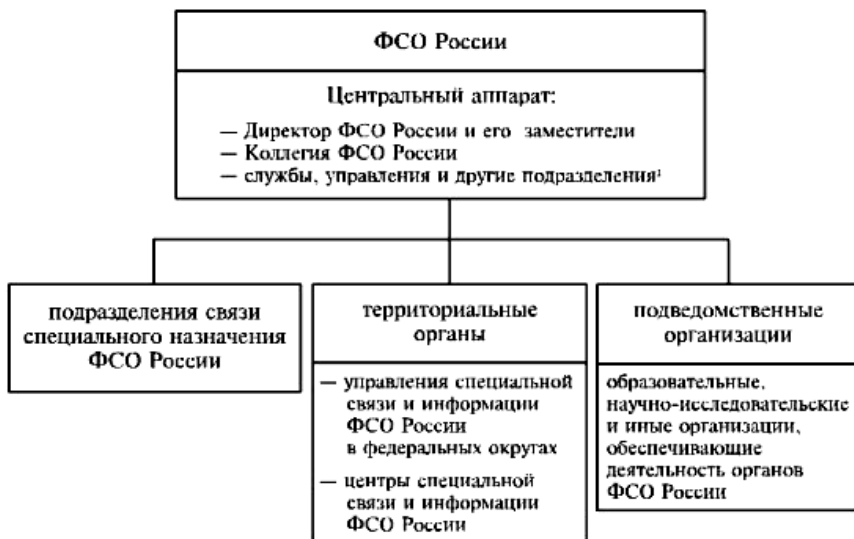 ФСО России
Центральный аппарат:
— Директор ФСО России и его заместители
— Коллегия ФСО России
— службы, управления и другие подразделения¹
подразделения связи
специального назначения
ФСО России
территориальные
органы
— управления специальной
связи и информации
ФСО России
в федеральных округах
— центры специальной
связи и информации
ФСО России
подведомственные
организации
образовательные,
научно-исследовательские
и иные организации,
обеспечивающие
деятельность органов
ФСО России